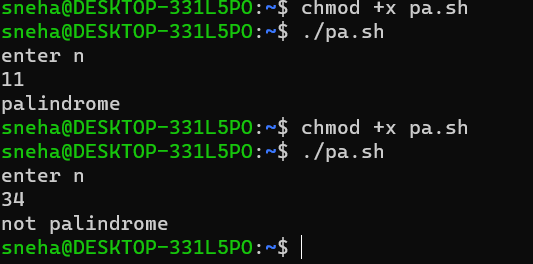 sneha@DESKTOP-331L5PO:~$ chmod +x pa.sh
sneha@DESKTOP-331L5PO:~$ ./pa.sh
enter n
11
palindrome
sneha@DESKTOP-331L5PO:~$ chmod +x pa.sh
sneha@DESKTOP-331L5PO:~$ ./pa.sh
enter n
34
not palindrome
sneha@DESKTOP-331L5PO:~$